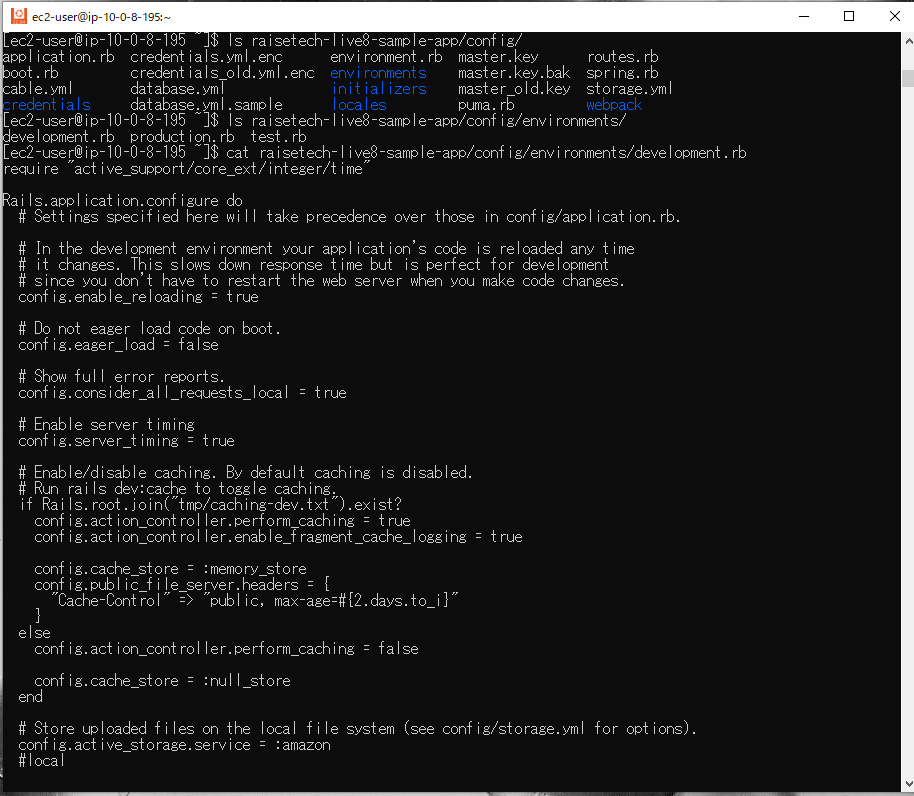 ec2-user@ip-10-0-8-195:~
[ec2-user@ip-10-0-8-195 ~]$ ls raisetech-live8-sample-app/config/
application.rb  credentials.yml.enc      environment.rb  master.key      routes.rb
boot.rb         credentials_old.yml.enc  environments    master.key.bak  spring.rb
cable.yml       database.yml             initializers    master_old.key  storage.yml
credentials     database.yml.sample      locales         puma.rb         webpack
[ec2-user@ip-10-0-8-195 ~]$ ls raisetech-live8-sample-app/config/environments/
development.rb  production.rb  test.rb
[ec2-user@ip-10-0-8-195 ~]$ cat raisetech-live8-sample-app/config/environments/development.rb
require "active_support/core_ext/integer/time"

Rails.application.configure do
  # Settings specified here will take precedence over those in config/application.rb.

  # In the development environment your application's code is reloaded any time
  # it changes. This slows down response time but is perfect for development
  # since you don't have to restart the web server when you make code changes.
  config.enable_reloading = true

  # Do not eager load code on boot.
  config.eager_load = false

  # Show full error reports.
  config.consider_all_requests_local = true

  # Enable server timing
  config.server_timing = true

  # Enable/disable caching. By default caching is disabled.
  # Run rails dev:cache to toggle caching.
  if Rails.root.join("tmp/caching-dev.txt").exist?
    config.action_controller.perform_caching = true
    config.action_controller.enable_fragment_cache_logging = true

    config.cache_store = :memory_store
    config.public_file_server.headers = {
      "Cache-Control" => "public, max-age=#{2.days.to_i}"
    }
  else
    config.action_controller.perform_caching = false

    config.cache_store = :null_store
  end

  # Store uploaded files on the local file system (see config/storage.yml for options).
  config.active_storage.service = :amazon
  #local